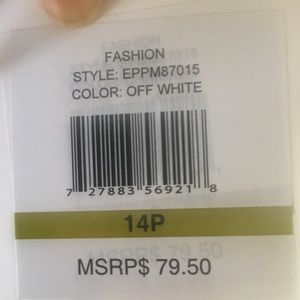 FASHION
STYLE: EPPM87015
COLOR: OFF WHITE
7 27883 56921 8
14P
MSRP$ 79.50